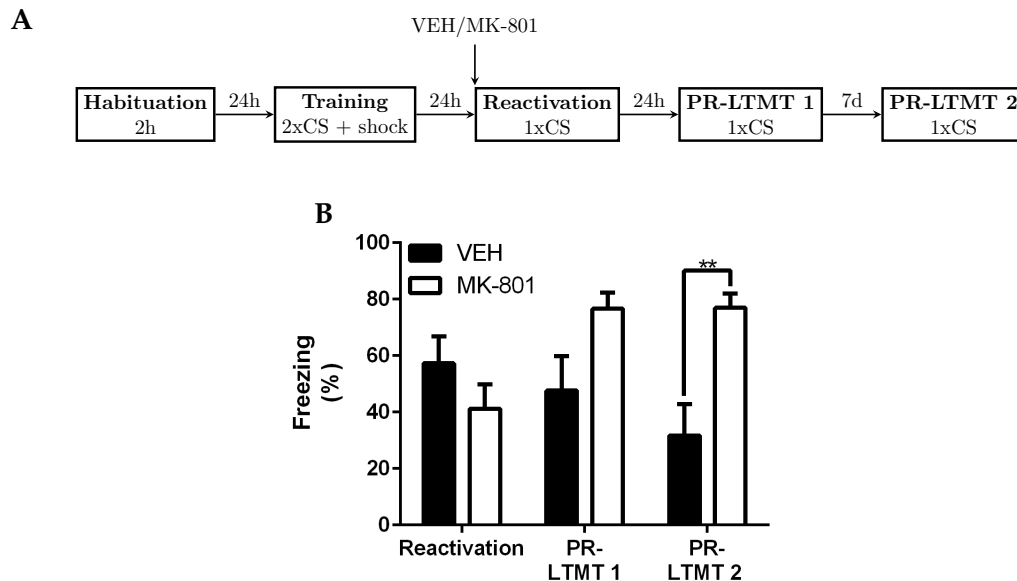 A
VEH/MK-801
Habituation 24h Training 24h Reactivation 24h PR-LTMT 1 7d PR-LTMT 2
2h 2xCS + shock 1xCS 1xCS 1xCS
B
100
VEH
**
80
MK-801
60
Freezing
(%)
40
20
0
Reactivation PR- PR-
LTMT 1 LTMT 2